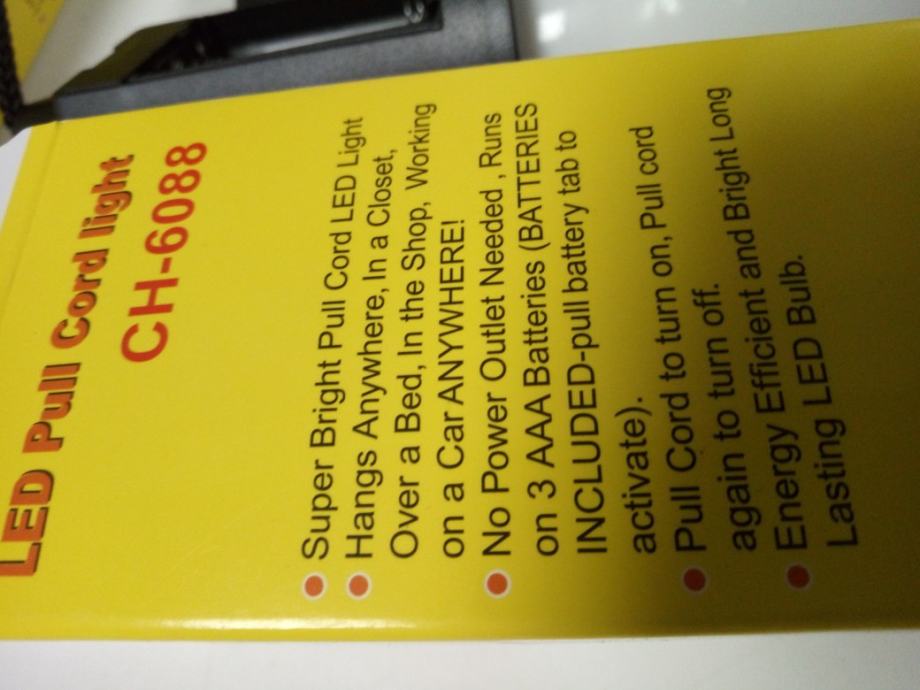 LED Pull Cord light
CH-6088
Super Bright Pull Cord LED Light
Hangs Anywhere, In a Closet,
Over a Bed, In the Shop, Working
on a Car ANYWHERE!
No Power Outlet Needed , Runs
on 3 AAA Batteries (BATTERIES
INCLUDED-pull battery tab to
activate).
Pull Cord to turn on, Pull cord
again to turn off.
Energy Efficient and Bright Long
Lasting LED Bulb.